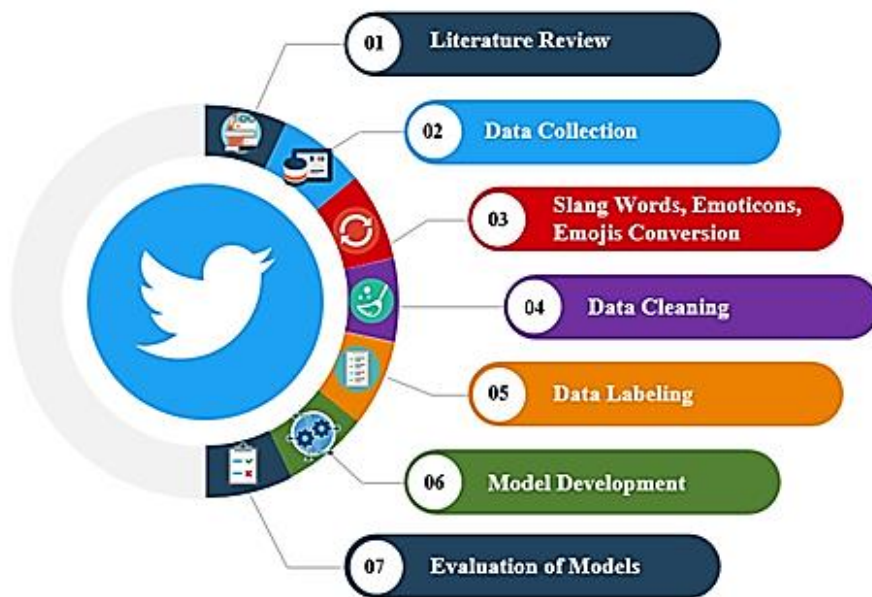 01 Literature Review
02 Data Collection
03 Slang Words, Emoticons,
Emojis Conversion
04 Data Cleaning
05 Data Labeling
06 Model Development
07 Evaluation of Models